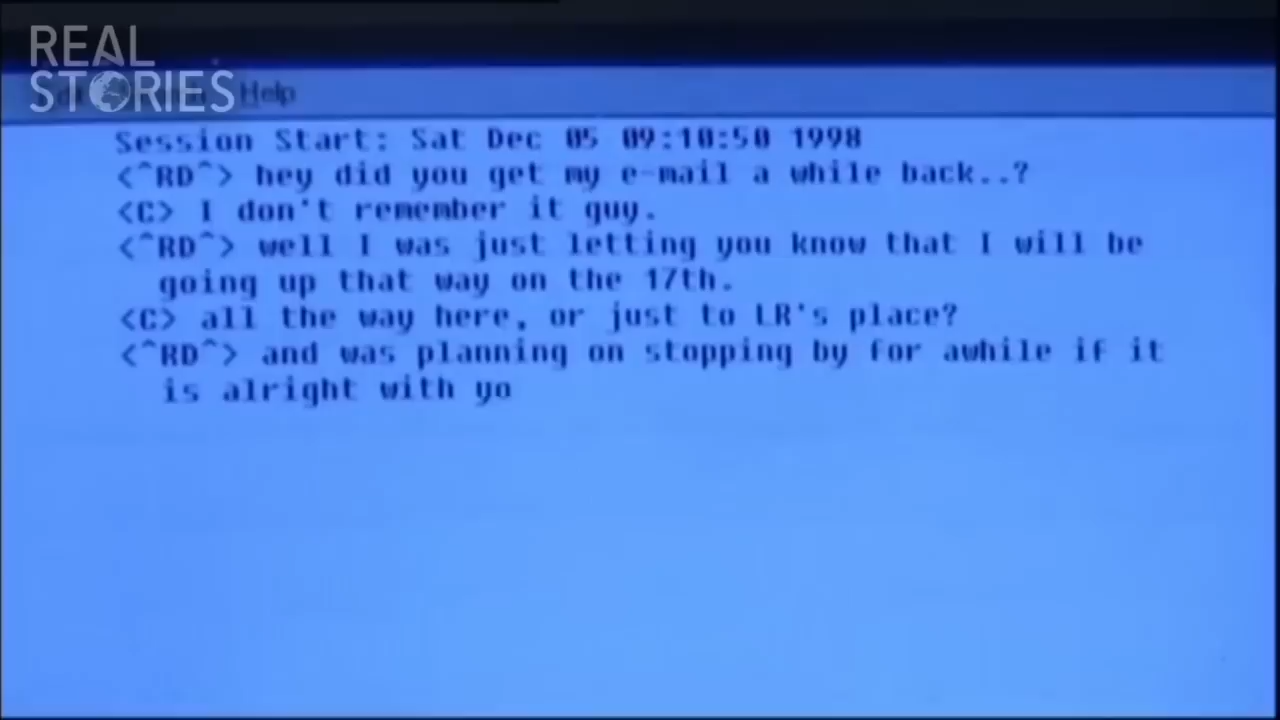 REAL
STORIES
Help
Session Start: Sat Dec 05 09:10:50 1998
<^RD^> hey did you get my e-mail a while back..?
<C> I don't remember it guy.
<^RD^> well I was just letting you know that I will be
going up that way on the 17th.
<C> all the way here, or just to LR's place?
<^RD^> and was planning on stopping by for awhile if it
is alright with yo